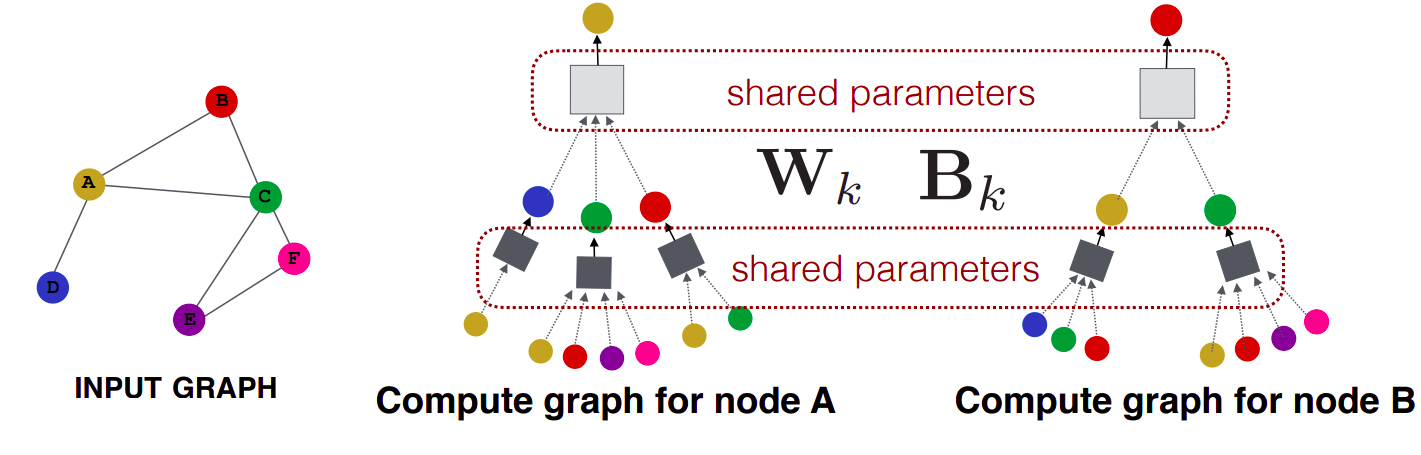 B
A
C
F
D
E
INPUT GRAPH
shared parameters
W_k B_k
shared parameters
Compute graph for node A
Compute graph for node B